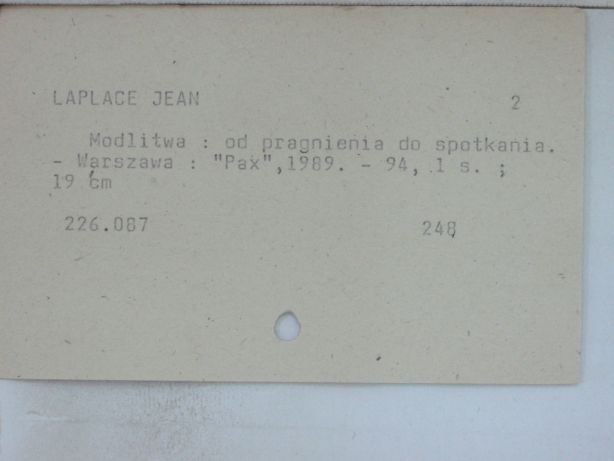 LAPLACE JEAN 2
Modlitwa : od pragnienia do spotkania.
- Warszawa : "Pax",1989. - 94, 1 s. ;
19 cm
226.087 248